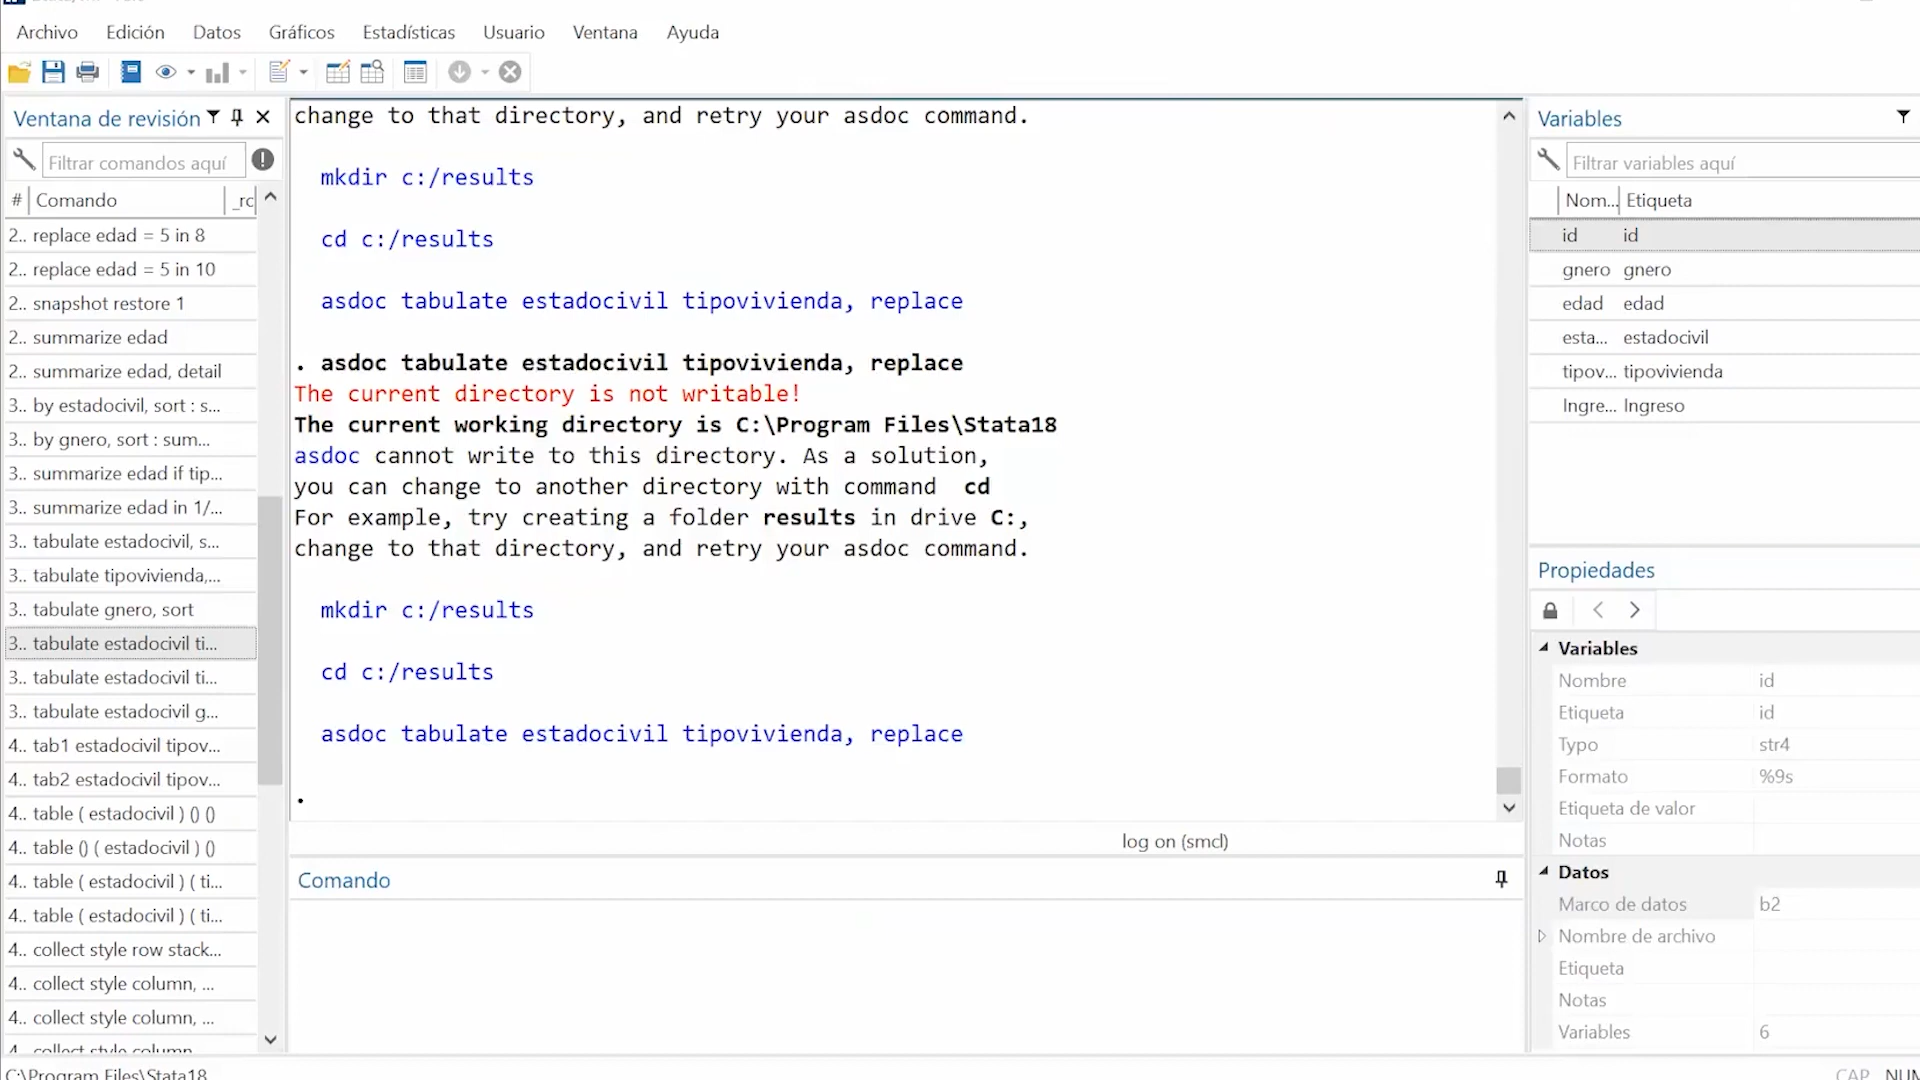 Archivo Edición Datos Gráficos Estadísticas Usuario Ventana Ayuda
Ventana de revisión
Filtrar comandos aquí
# Comando _rc
2.. replace edad = 5 in 8
2.. replace edad = 5 in 10
2.. snapshot restore 1
2.. summarize edad
2.. summarize edad, detail
3.. by estadocivil, sort : s...
3.. by gnero, sort : sum...
3.. summarize edad if tip...
3.. summarize edad in 1/...
3.. tabulate estadocivil, s...
3.. tabulate tipovivienda,...
3.. tabulate gnero, sort
3.. tabulate estadocivil ti...
3.. tabulate estadocivil ti...
3.. tabulate estadocivil g...
4.. tab1 estadocivil tipov...
4.. tab2 estadocivil tipov...
4.. table ( estadocivil ) () ()
4.. table () ( estadocivil ) ()
4.. table ( estadocivil ) ( ti...
4.. table ( estadocivil ) ( ti...
4.. collect style row stack...
4.. collect style column, ...
4.. collect style column, ...
4.. collect style column
change to that directory, and retry your asdoc command.
mkdir c:/results
cd c:/results
asdoc tabulate estadocivil tipovivienda, replace
. asdoc tabulate estadocivil tipovivienda, replace
The current directory is not writable!
The current working directory is C:\Program Files\Stata18
asdoc cannot write to this directory. As a solution,
you can change to another directory with command cd
For example, try creating a folder results in drive C:,
change to that directory, and retry your asdoc command.
mkdir c:/results
cd c:/results
asdoc tabulate estadocivil tipovivienda, replace
.
log on (smcl)
Comando
Variables
Filtrar variables aquí
Nom... Etiqueta
id id
gnero gnero
edad edad
esta... estadocivil
tipov... tipovivienda
Ingre... Ingreso
Propiedades
Variables
Nombre id
Etiqueta id
Typo str4
Formato %9s
Etiqueta de valor
Notas
Datos
Marco de datos b2
Nombre de archivo
Etiqueta
Notas
Variables 6
C:\Program Files\Stata18
CAP NUM